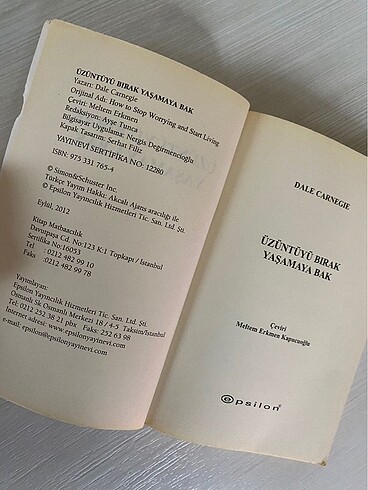 ÜZÜNTÜYÜ BIRAK YAŞAMAYA BAK
Yazan: Dale Carnegie
Orijinal Adı: How to Stop Worrying and Start Living
Çeviri: Meltem Erkmen
Redaksiyon: Ayşe Tunca
Bilgisayar Uygulama: Nergis Değirmencioğlu
Kapak Tasarım: Serhat Filiz
YAYINEVİ SERTİFİKA NO: 12280
ISBN: 975 331 765-4
© Simon&Schuster Inc.
Türkçe Yayım Hakkı: Akcalı Ajans aracılığı ile
© Epsilon Yayıncılık Hizmetleri Tic. San. Ltd. Şti.
Eylül, 2012
Kitap Matbaacılık
Davutpaşa Cd. No:123 K:1 Topkapı / İstanbul
Sertifika No:16053
Tel : 0212 482 99 10
Faks : 0212 482 99 78
Yayımlayan:
Epsilon Yayıncılık Hizmetleri Tic. San. Ltd. Şti.
Osmanlı Sk. Osmanlı Merkezi 18 / 4-5 Taksim/İstanbul
Tel: 0212 252 38 21 pbx Faks: 252 63 98
İnternet adresi: www.epsilonyayinevi.com
e-mail: epsilon@epsilonyayinevi.com
DALE CARNEGIE
ÜZÜNTÜYÜ BIRAK
YAŞAMAYA BAK
Çeviri
Meltem Erkmen Kapucuoğlu
epsilon®